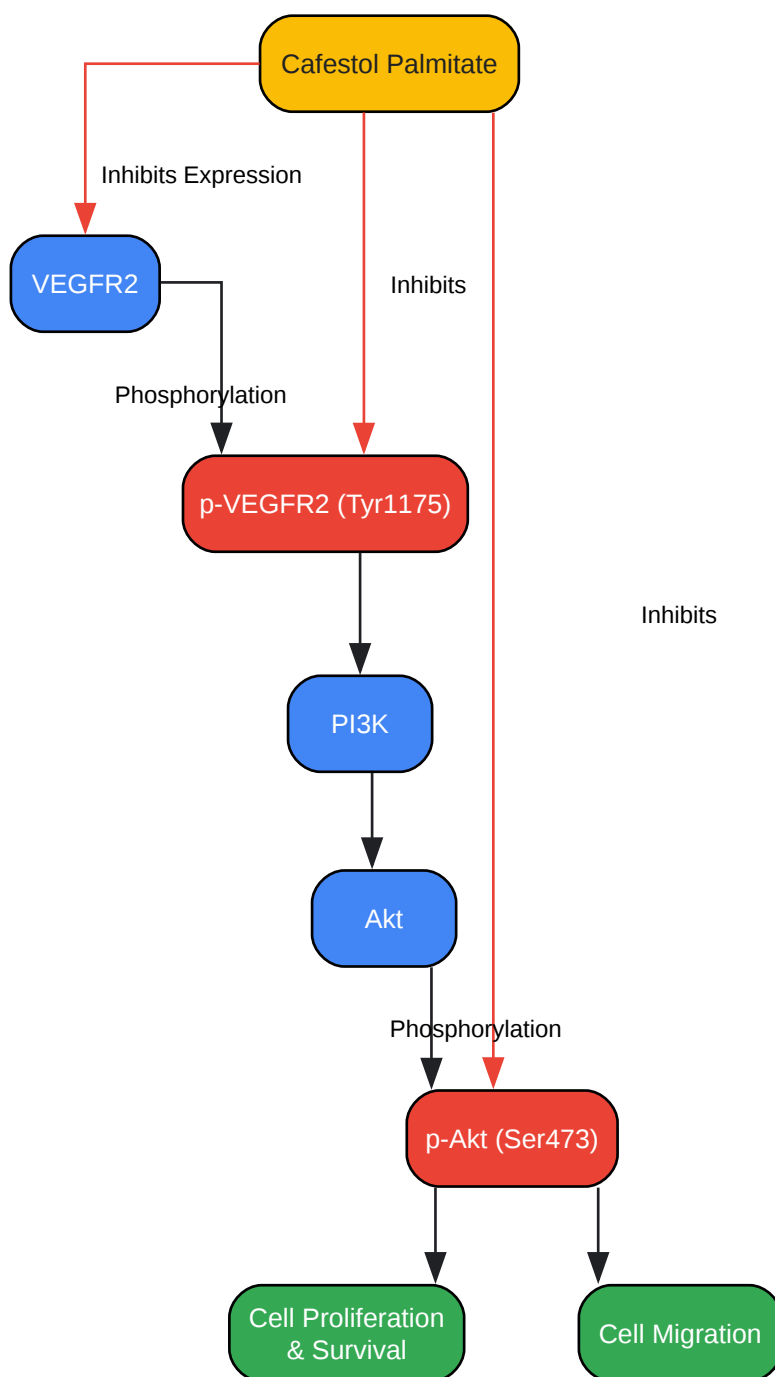 Cafestol Palmitate
Inhibits Expression
VEGFR2
Inhibits
Phosphorylation
p-VEGFR2 (Tyr1175)
Inhibits
PI3K
Akt
Phosphorylation
p-Akt (Ser473)
Cell Proliferation
& Survival
Cell Migration